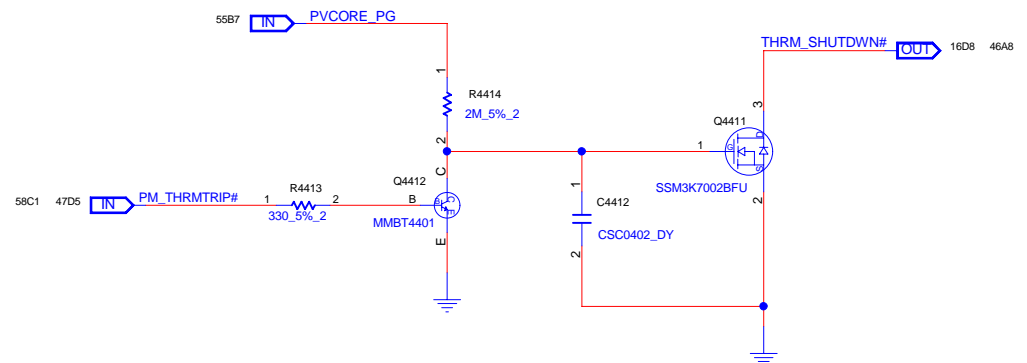 55B7 IN PVCORE_PG
THRM_SHUTDWN# OUT 16D8 46A8
1
R4414
2M_5%_2
2
3
Q4411
1 G D S
SSM3K7002BFU
2
C
58C1 47D5 IN PM_THRMTRIP# 1 R4413 2
330_5%_2
Q4412
B B C E
MMBT4401
E
1
C4412
CSC0402_DY
2